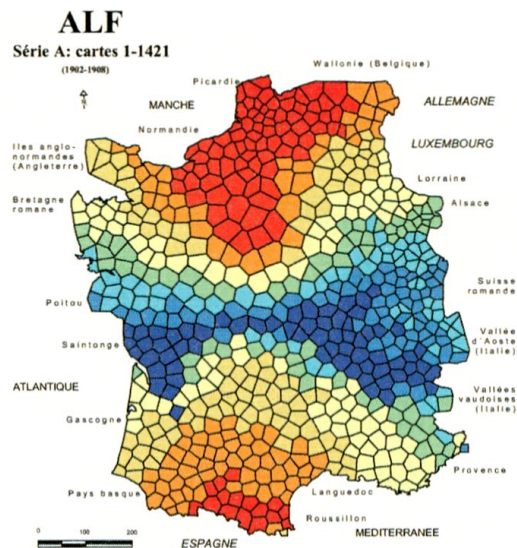 ALF
Série A: cartes 1-1421
(1902-1908)
N
Wallonie (Belgique)
Picardie
MANCHE
ALLEMAGNE
Normandie
LUXEMBOURG
Iles anglo-
normandes
(Angleterre)
Lorraine
Alsace
Bretagne
romane
Suisse
romande
Poitou
Vallée
d'Aoste
(Italie)
Saintonge
ATLANTIQUE
Vallées
vaudoises
(Italie)
Gascogne
Provence
Pays basque
Languedoc
Roussillon
MEDITERRANEE
ESPAGNE
0 100 200